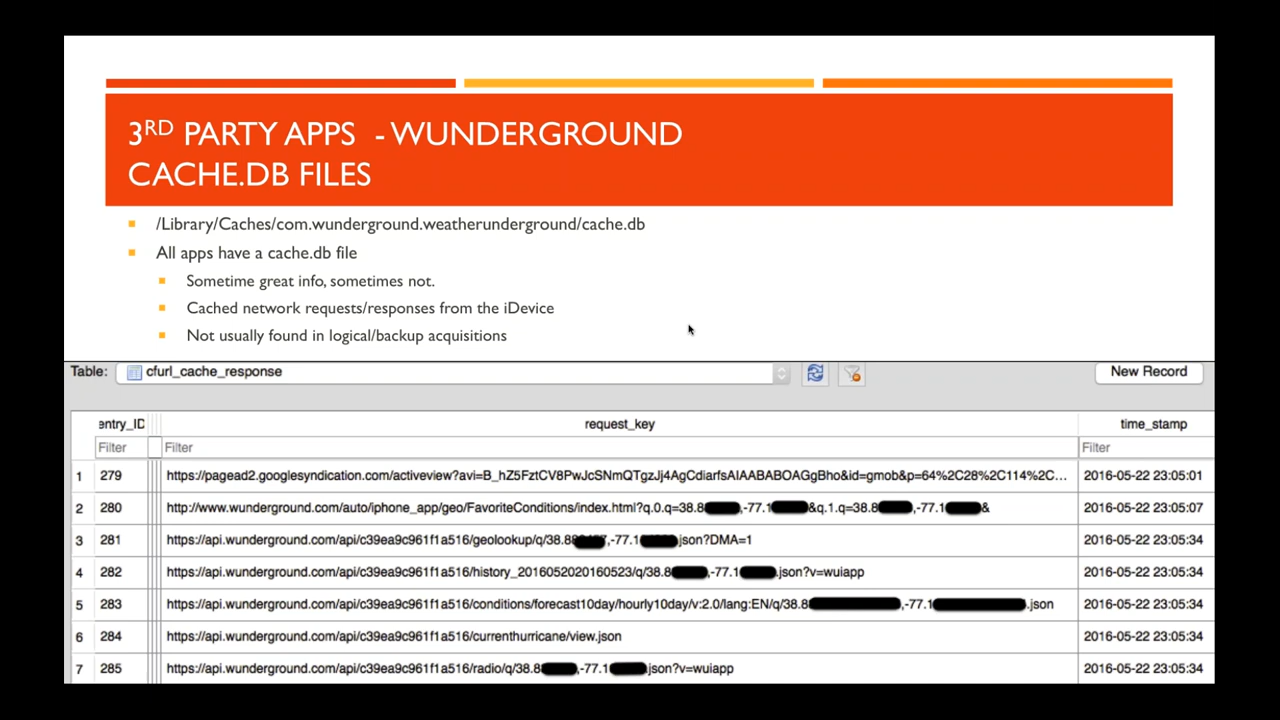 3RD PARTY APPS - WUNDERGROUND
CACHE.DB FILES
/Library/Caches/com.wunderground.weatherunderground/cache.db
All apps have a cache.db file
Sometime great info, sometimes not.
Cached network requests/responses from the iDevice
Not usually found in logical/backup acquisitions
Table: cfurl_cache_response New Record
entry_ID request_key time_stamp
Filter Filter Filter
1 279 https://pagead2.googlesyndication.com/activeview?avi=B_hZ5FztCV8PwJcSNmQTgzJj4AgCdiarfsAIAABABOAGgBho&id=gmob&p=64%2C28%2C114%2C... 2016-05-22 23:05:01
2 280 http://www.wunderground.com/auto/iphone_app/geo/FavoriteConditions/index.html?q.0.q=38.8 ,-77.1 &q.1.q=38.8 ,-77.1 & 2016-05-22 23:05:07
3 281 https://api.wunderground.com/api/c39ea9c961f1a516/geolookup/q/38.8 ,-77.1 .json?DMA=1 2016-05-22 23:05:34
4 282 https://api.wunderground.com/api/c39ea9c961f1a516/history_2016052020160523/q/38.8 ,-77.1 .json?v=wuiapp 2016-05-22 23:05:34
5 283 https://api.wunderground.com/api/c39ea9c961f1a516/conditions/forecast10day/hourly10day/v:2.0/lang:EN/q/38.8 ,-77.1 .json 2016-05-22 23:05:34
6 284 https://api.wunderground.com/api/c39ea9c961f1a516/currenthurricane/view.json 2016-05-22 23:05:34
7 285 https://api.wunderground.com/api/c39ea9c961f1a516/radio/q/38.8 ,-77.1 .json?v=wuiapp 2016-05-22 23:05:34